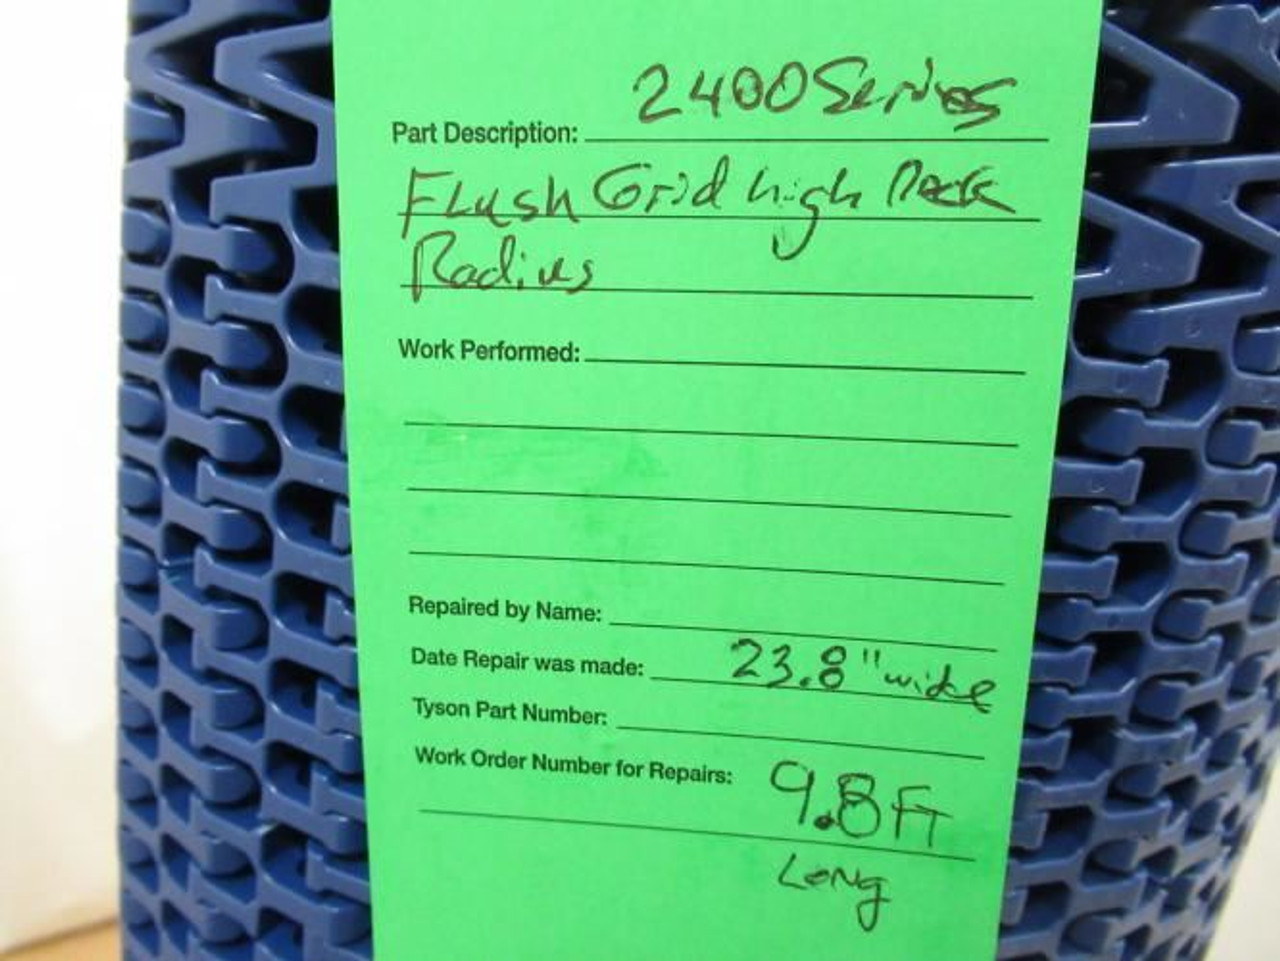 2400 Series
Part Description:
Flush Grid high Deck
Radius
Work Performed:
Repaired by Name:
Date Repair was made: 23.8" wide
Tyson Part Number:
Work Order Number for Repairs: 9.8 FT
Long